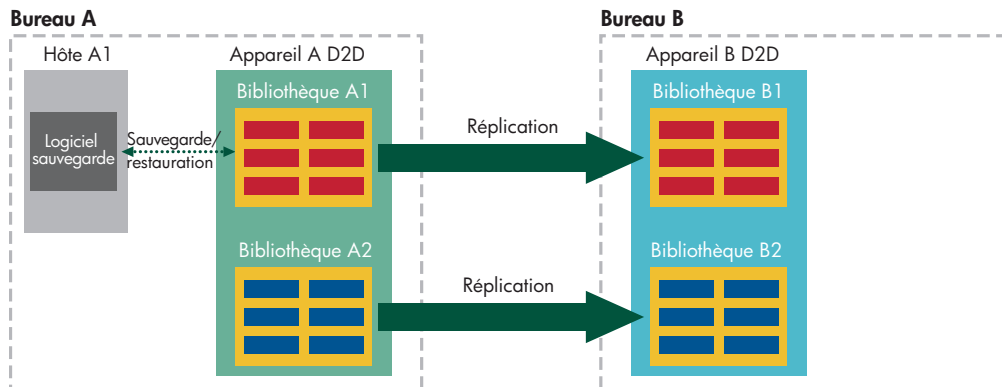 Bureau A
Bureau B
Hôte A1
Appareil A D2D
Appareil B D2D
Bibliothèque A1
Bibliothèque B1
Logiciel
sauvegarde
Sauvegarde/
restauration
Réplication
Bibliothèque A2
Bibliothèque B2
Réplication